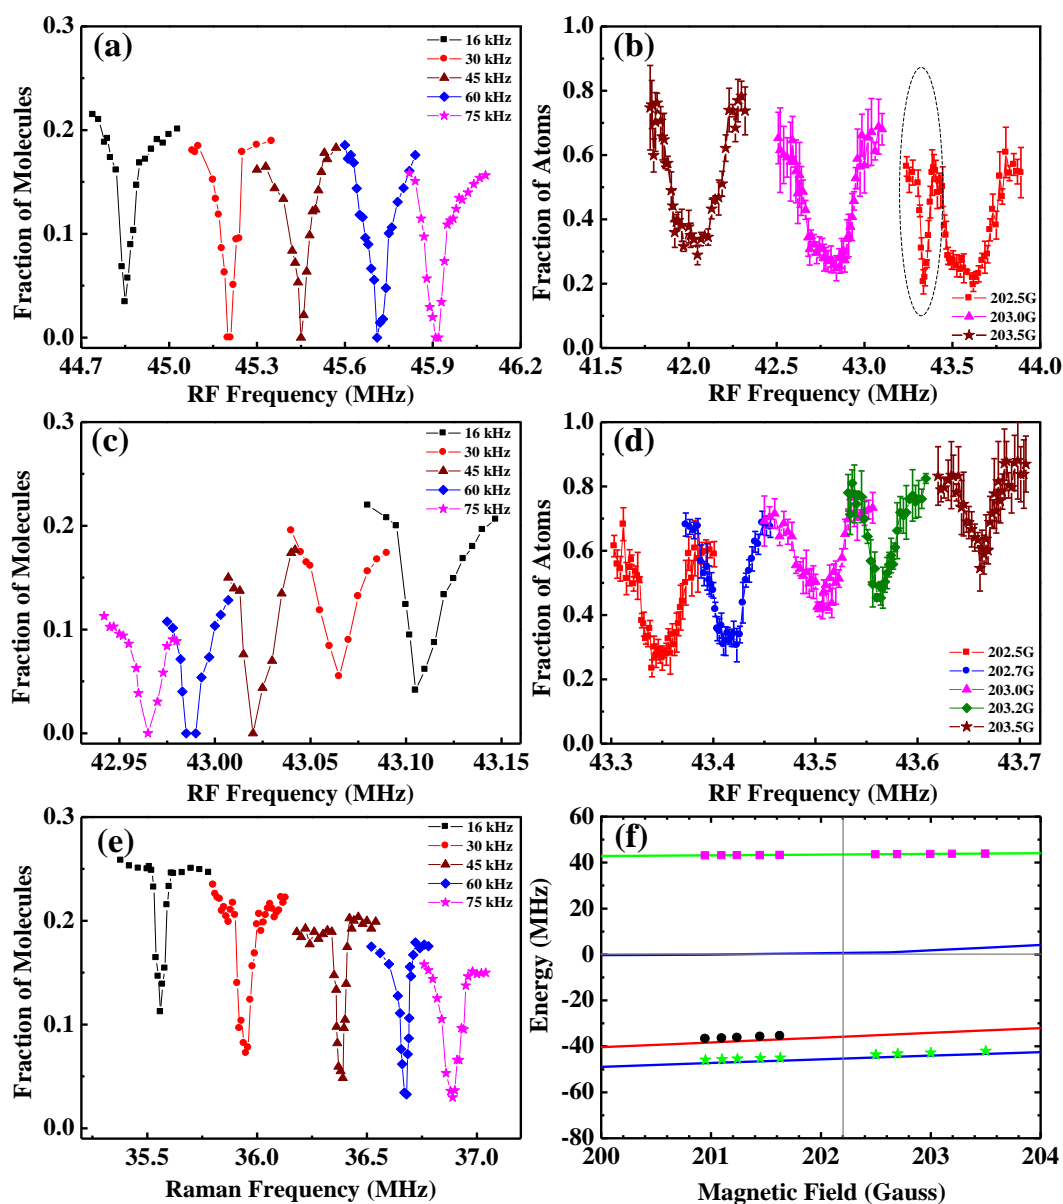 (a)
0.3
0.2
0.1
0.0
Fraction of Molecules
16 kHz
30 kHz
45 kHz
60 kHz
75 kHz
44.7 45.0 45.3 45.6 45.9 46.2
RF Frequency (MHz)
(b)
1.0
0.8
0.6
0.4
0.2
0.0
Fraction of Atoms
202.5G
203.0G
203.5G
41.5 42.0 42.5 43.0 43.5 44.0
RF Frequency (MHz)
(c)
0.3
0.2
0.1
0.0
Fraction of Molecules
16 kHz
30 kHz
45 kHz
60 kHz
75 kHz
42.95 43.00 43.05 43.10 43.15
RF Frequency (MHz)
(d)
1.0
0.8
0.6
0.4
0.2
0.0
Fraction of Atoms
202.5G
202.7G
203.0G
203.2G
203.5G
43.3 43.4 43.5 43.6 43.7
RF Frequency (MHz)
(e)
0.3
0.2
0.1
0.0
Fraction of Molecules
16 kHz
30 kHz
45 kHz
60 kHz
75 kHz
35.5 36.0 36.5 37.0
Raman Frequency (MHz)
(f)
60
40
20
0
-20
-40
-60
-80
Energy (MHz)
200 201 202 203 204
Magnetic Field (Gauss)